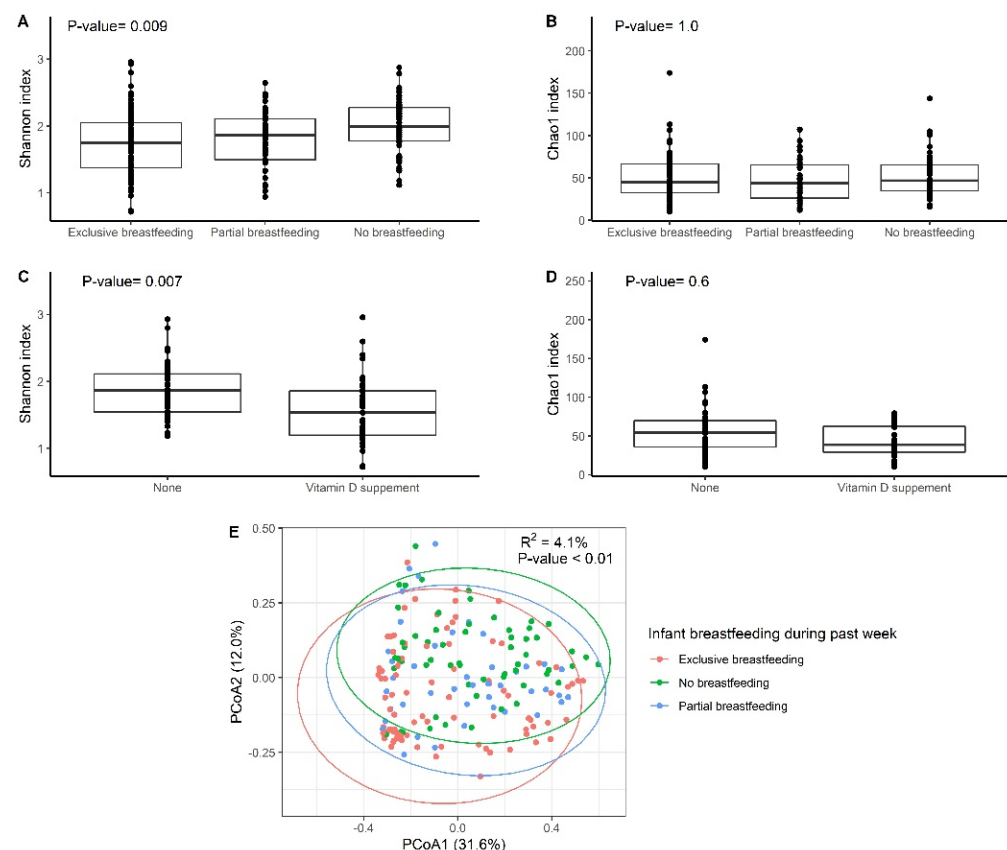 A
P-value= 0.009
Shannon index
3
2
1
Exclusive breastfeeding Partial breastfeeding No breastfeeding
B
P-value= 1.0
Chao1 index
200
150
100
50
0
Exclusive breastfeeding Partial breastfeeding No breastfeeding
C
P-value= 0.007
Shannon index
3
2
1
None Vitamin D suppement
D
P-value= 0.6
Chao1 index
250
200
150
100
50
0
None Vitamin D suppement
E
R² = 4.1%
P-value < 0.01
PCoA2 (12.0%)
0.50
0.25
0.00
-0.25
-0.4 0.0 0.4
PCoA1 (31.6%)
Infant breastfeeding during past week
Exclusive breastfeeding
No breastfeeding
Partial breastfeeding